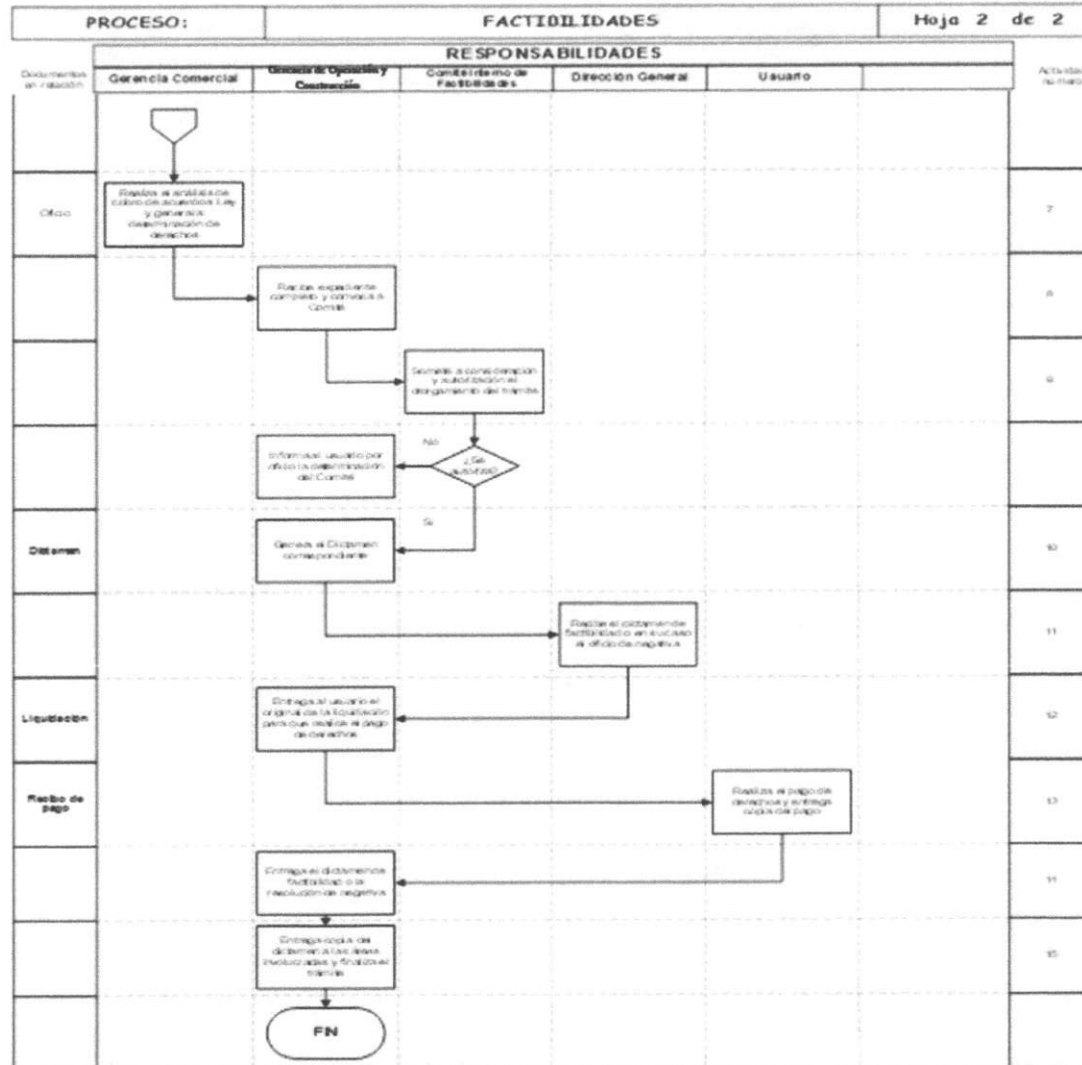 PROCESO: FACTIBILIDADES Hoja 2 de 2
RESPONSABILIDADES
Documentos
en relación
Gerencia Comercial
Gerencia de Operación y
Construcción
Comité Interno de
Factibilidades
Dirección General
Usuario
Actividad
número
Oficio
Realiza el análisis de
cobro de acuerdo a Ley
y genera la
determinación de
derechos
7
Recibe expediente
completo y convoca a
Comité
8
Somete a consideración
y autorización el
otorgamiento del trámite
9
¿Se
autoriza?
No
Informa al usuario por
oficio la determinación
del Comité
Si
Dictamen
Genera el Dictamen
correspondiente
10
Recibe el dictamen de
factibilidad o en su caso
el oficio de negativa
11
Liquidación
Entrega al usuario el
original de la liquidación
para que realice el pago
de derechos
12
Recibo de
pago
Realiza el pago de
derechos y entrega
copia del pago
13
Entrega el dictamen de
factibilidad o la
resolución de negativa
Entrega copia del
dictamen a las áreas
involucradas y finaliza el
trámite
15
FIN